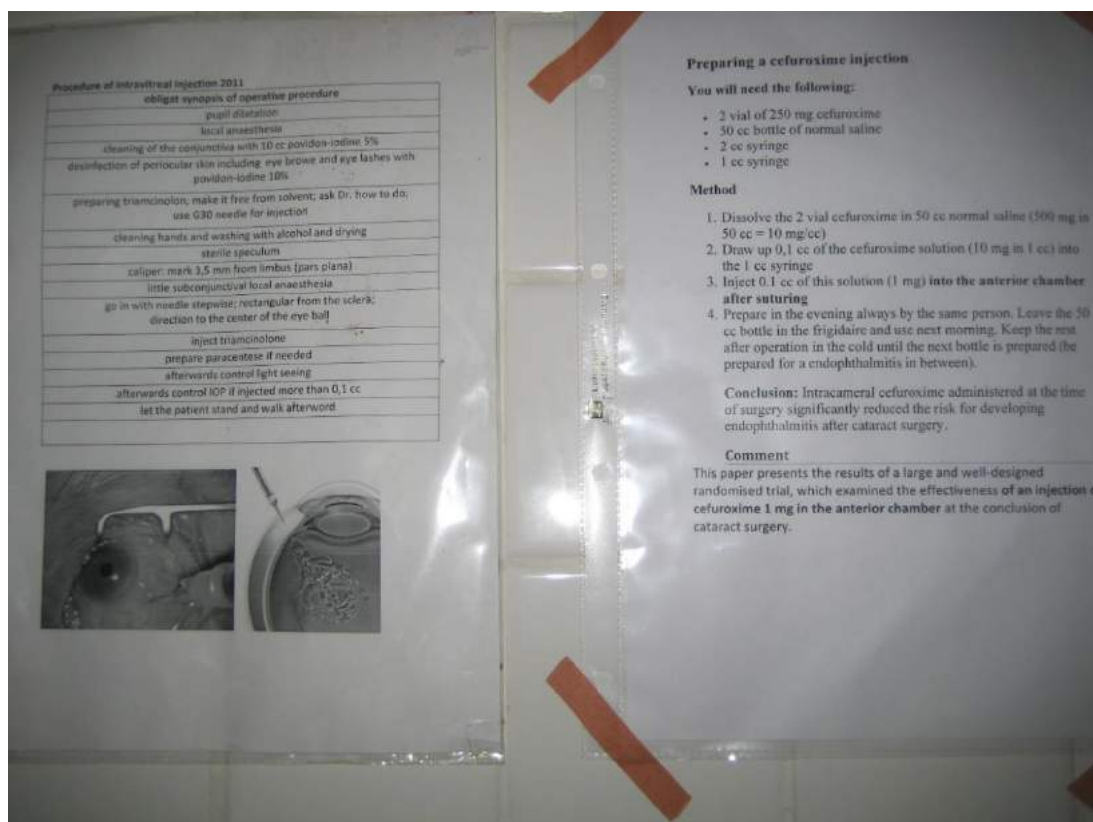 Procedure of Intravitreal Injection 2011
obligat synopsis of operative procedure
pupil dilatation
local anaesthesia
cleaning of the conjunctiva with 10 cc povidon-iodine 5%
desinfection of periocular skin including eye browe and eye lashes with
povidon-iodine 10%
preparing triamcinolon; make it free from solvent; ask Dr. how to do;
use G30 needle for injection
cleaning hands and washing with alcohol and drying
sterile speculum
caliper: mark 3,5 mm from limbus (pars plana)
little subconjunctival local anaesthesia
go in with needle stepwise; rectangular from the sclera;
direction to the center of the eye ball
inject triamcinolone
prepare paracentese if needed
afterwards control light seeing
afterwards control IOP if injected more than 0,1 cc
let the patient stand and walk afterword
Preparing a cefuroxime injection
You will need the following:
• 2 vial of 250 mg cefuroxime
• 50 cc bottle of normal saline
• 2 cc syringe
• 1 cc syringe
Method
1. Dissolve the 2 vial cefuroxime in 50 cc normal saline (500 mg in
50 cc = 10 mg/cc)
2. Draw up 0,1 cc of the cefuroxime solution (10 mg in 1 cc) into
the 1 cc syringe
3. Inject 0.1 cc of this solution (1 mg) into the anterior chamber
after suturing
4. Prepare in the evening always by the same person. Leave the 50
cc bottle in the frigidaire and use next morning. Keep the rest
after operation in the cold until the next bottle is prepared (be
prepared for a endophthalmitis in between).
Conclusion: Intracameral cefuroxime administered at the time
of surgery significantly reduced the risk for developing
endophthalmitis after cataract surgery.
Comment
This paper presents the results of a large and well-designed
randomised trial, which examined the effectiveness of an injection
cefuroxime 1 mg in the anterior chamber at the conclusion of
cataract surgery.